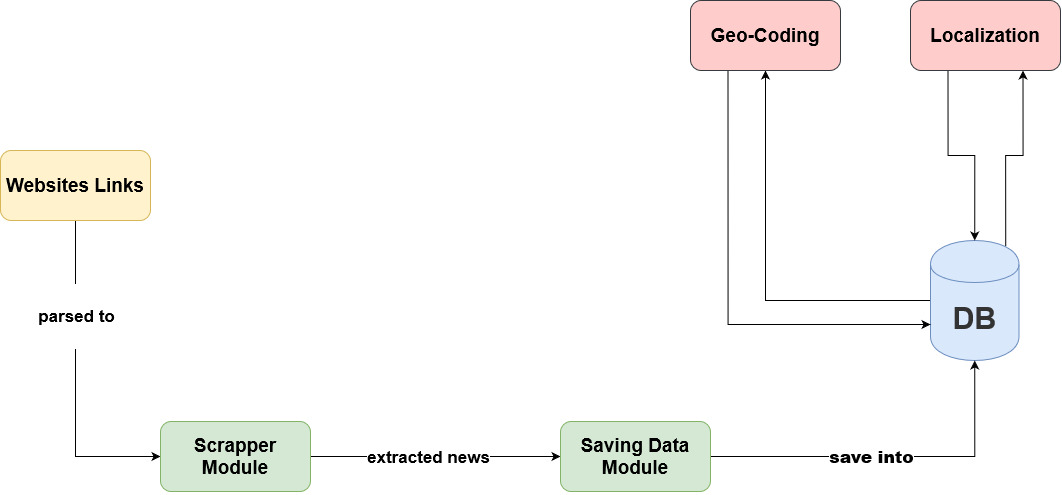 Geo-Coding
Localization
Websites Links
parsed to
DB
Scrapper
Module
extracted news
Saving Data
Module
save into